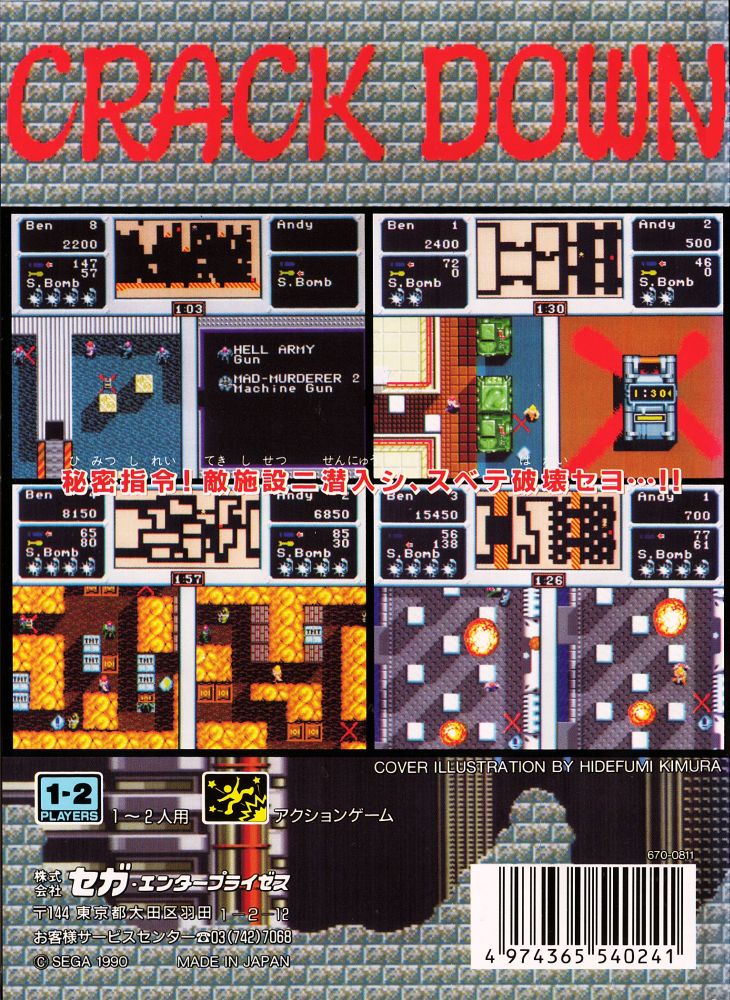 CRACK DOWN
Ben 8
2200
147
57
S.Bomb
Andy
S.Bomb
1:03
HELL ARMY
Gun
MAD-MURDERER 2
Machine Gun
Ben 1
2400
72
0
S.Bomb
Andy 2
500
46
0
S.Bomb
1:30
1:30
ひみつしれい てきしせつ せんにゅう
秘密指令!敵施設ニ潜入シ、スベテ破壊セヨ…!!
Ben
8150
65
80
S.Bomb
2
6850
85
30
S.Bomb
1:57
TNT
TNT
TNT
TNT
TNT
Ben 3
15450
56
138
S.Bomb
Andy 1
700
77
61
S.Bomb
1:26
COVER ILLUSTRATION BY HIDEFUMI KIMURA
1-2
PLAYERS
1〜2人用
アクションゲーム
670-0811
株式会社 セガ・エンタープライゼス
〒144 東京都大田区羽田 1-2-12
お客様サービスセンター☎03(742)7068
©SEGA 1990 MADE IN JAPAN
4 974365 540241